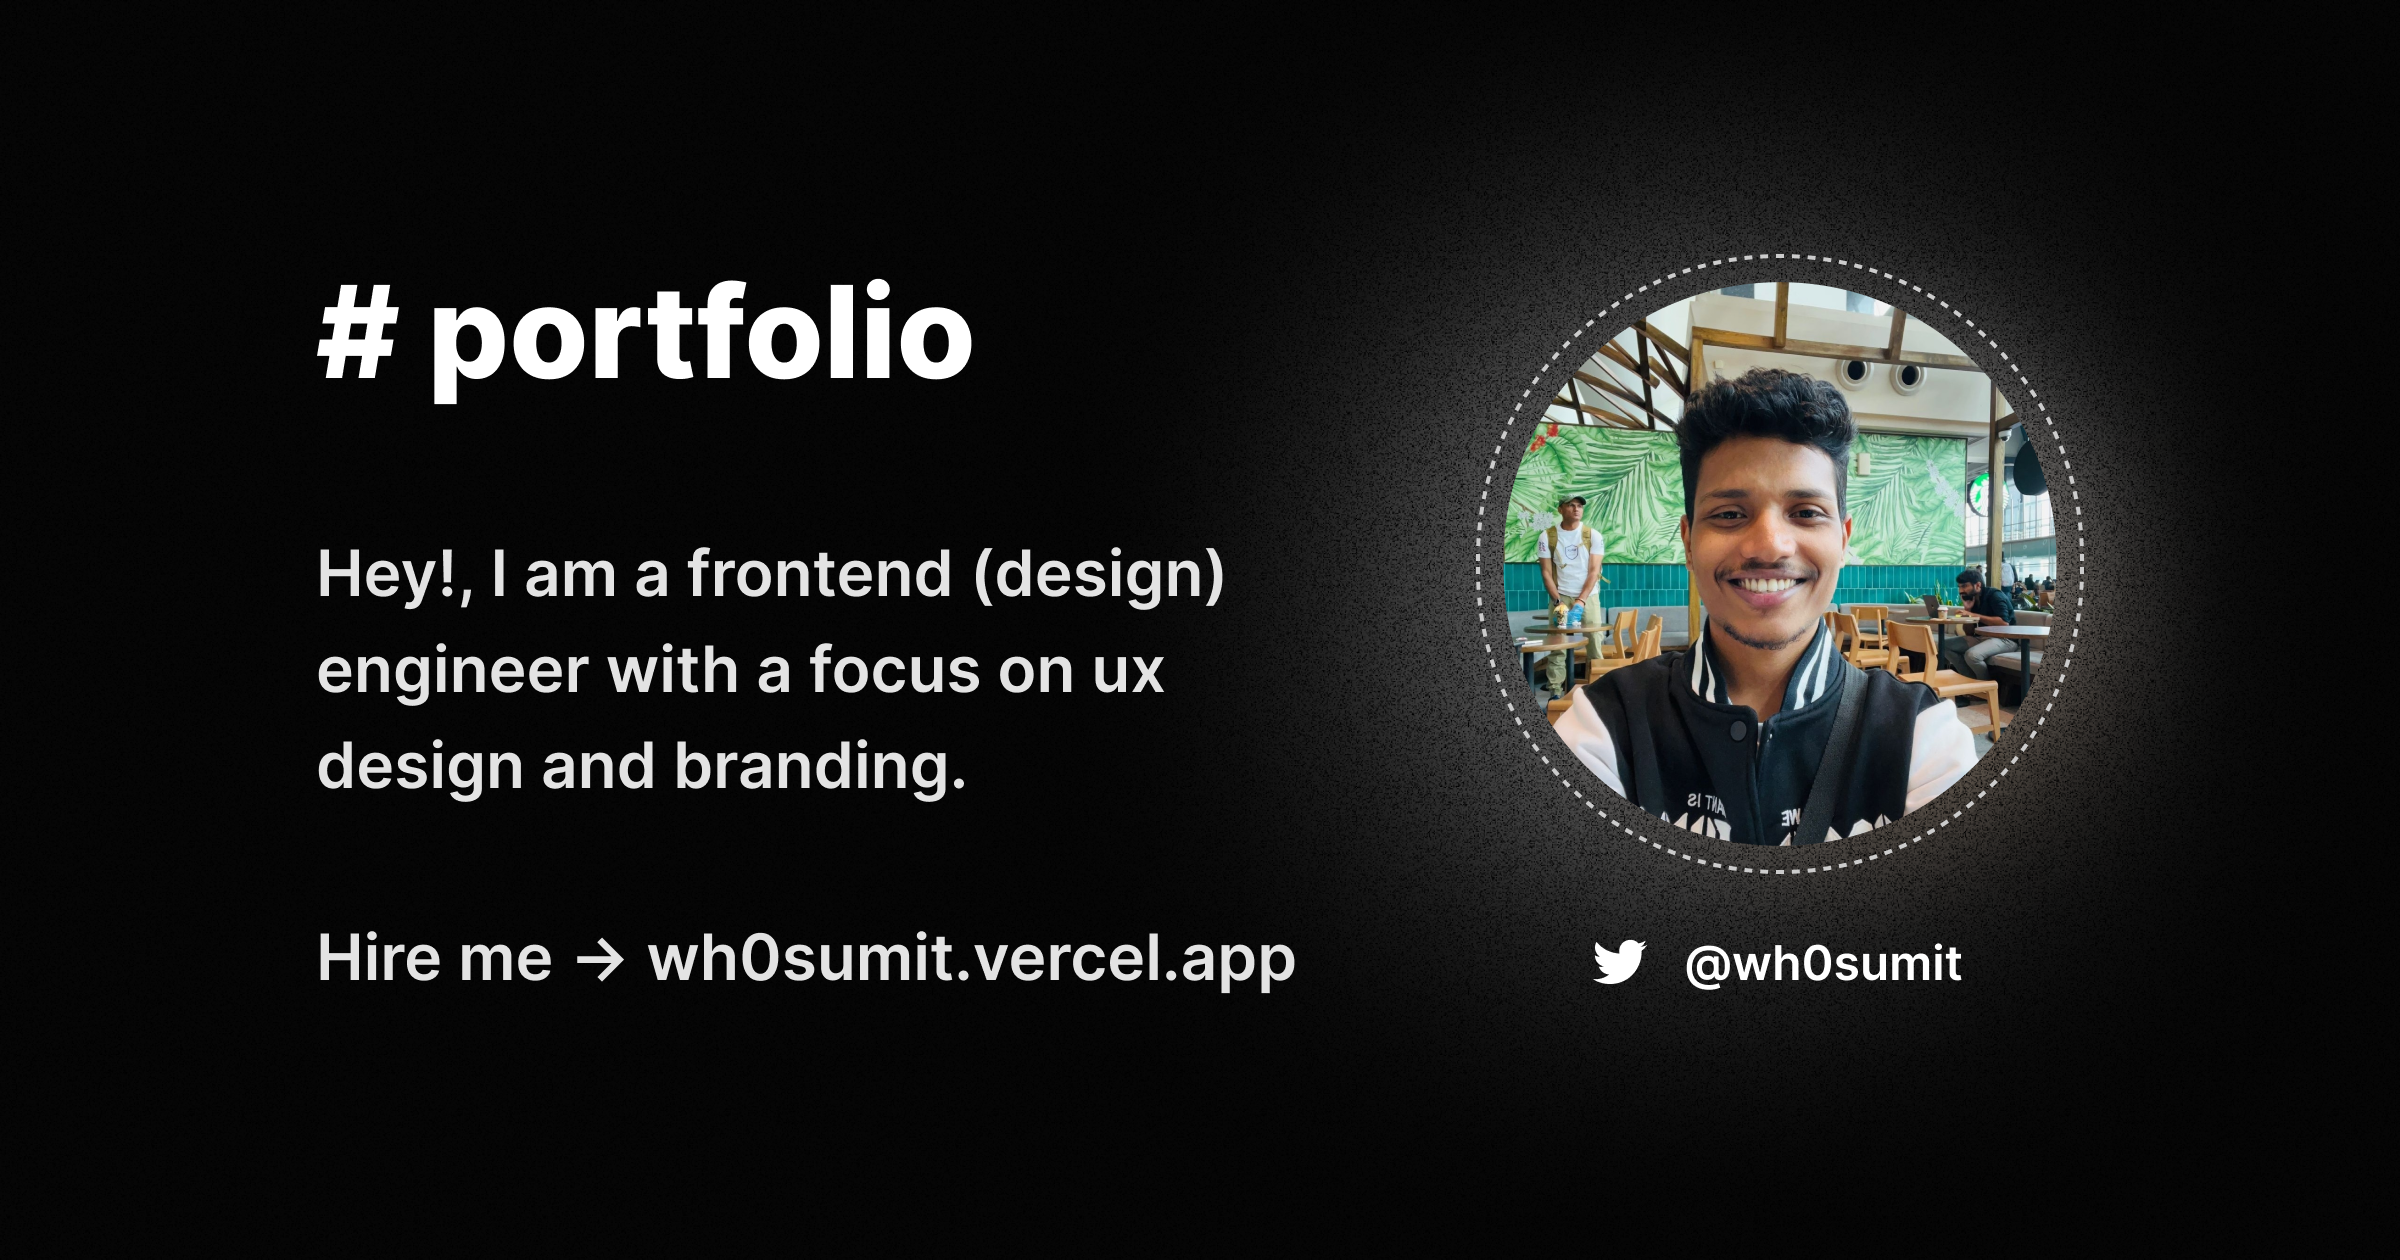 # portfolio
Hey!, I am a frontend (design)
engineer with a focus on ux
design and branding.
Hire me → wh0sumit.vercel.app
@wh0sumit